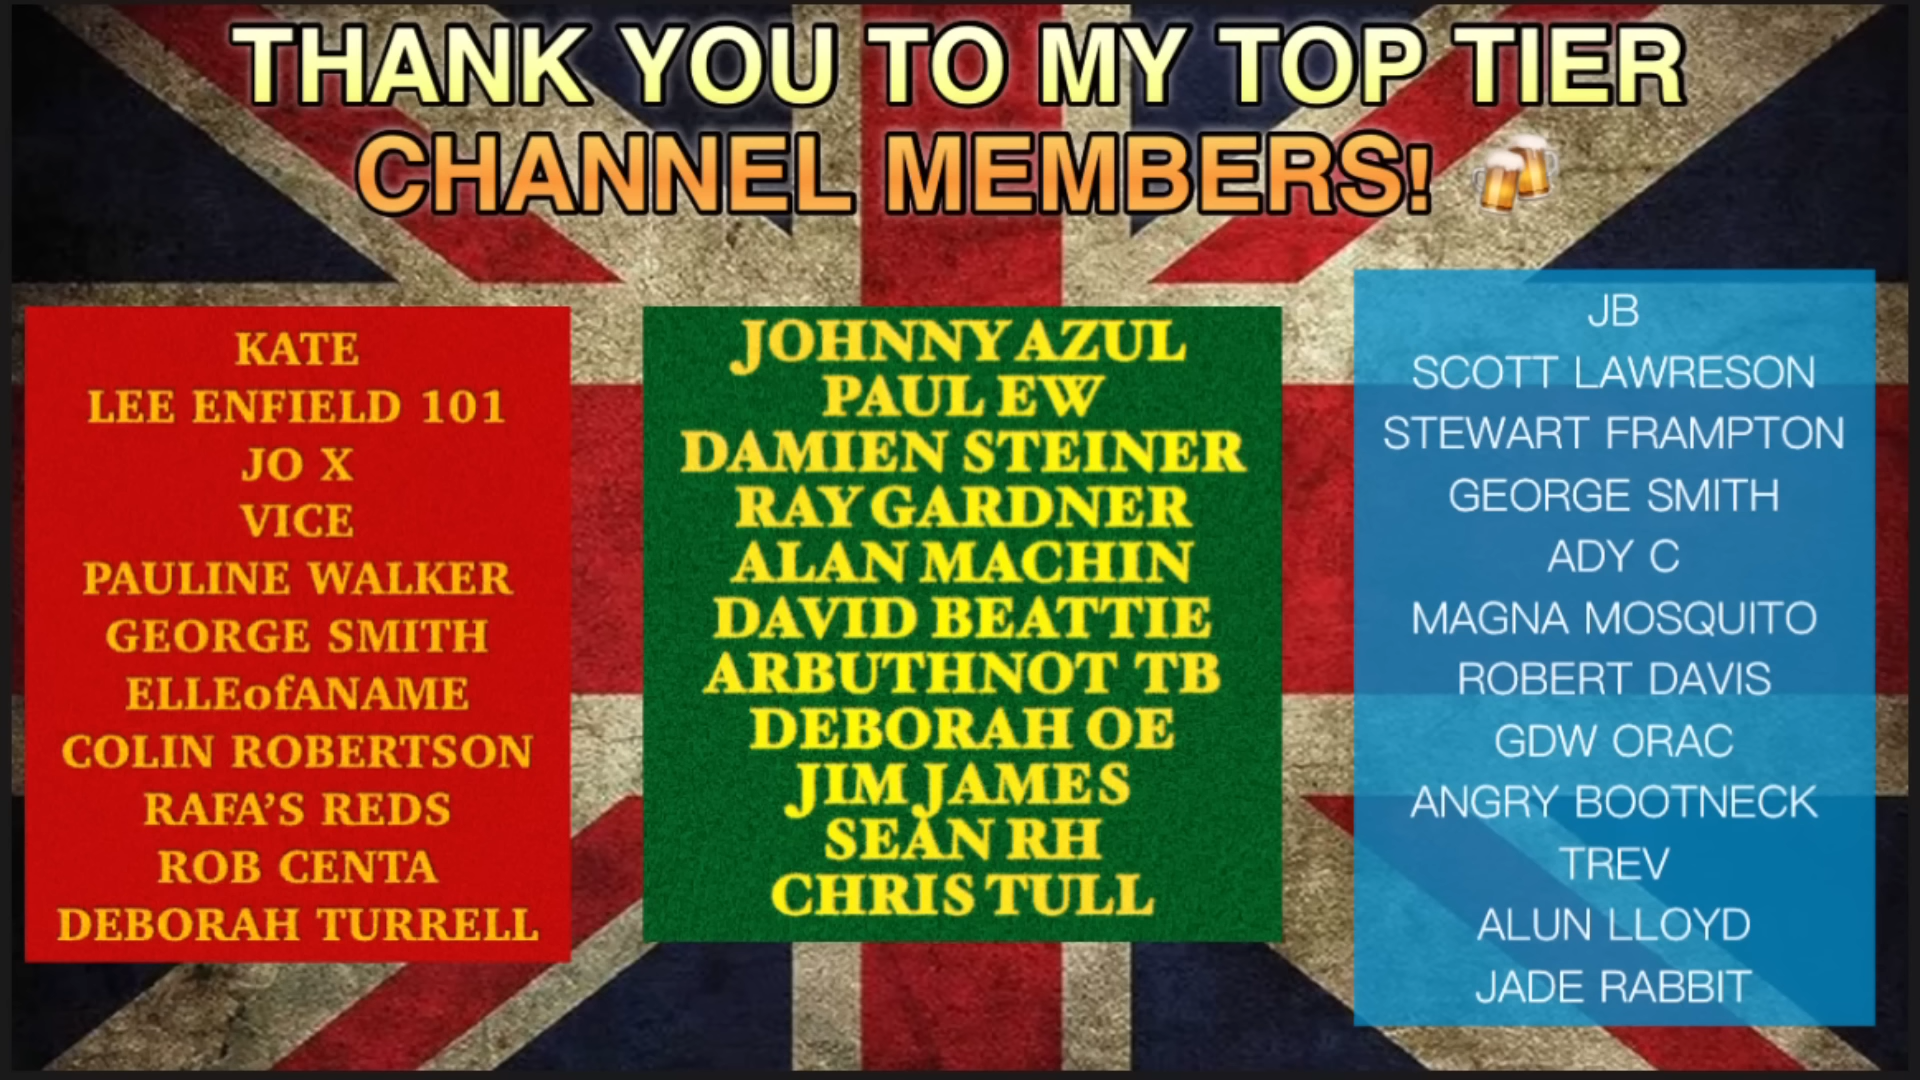 THANK YOU TO MY TOP TIER
CHANNEL MEMBERS! 🍻
KATE
LEE ENFIELD 101
JO X
VICE
PAULINE WALKER
GEORGE SMITH
ELLEofANAME
COLIN ROBERTSON
RAFA’S REDS
ROB CENTA
DEBORAH TURRELL
JOHNNY AZUL
PAUL EW
DAMIEN STEINER
RAY GARDNER
ALAN MACHIN
DAVID BEATTIE
ARBUTHNOT TB
DEBORAH OE
JIM JAMES
SEÀN RH
CHRIS TULL
JB
SCOTT LAWRESON
STEWART FRAMPTON
GEORGE SMITH
ADY C
MAGNA MOSQUITO
ROBERT DAVIS
GDW ORAC
ANGRY BOOTNECK
TREV
ALUN LLOYD
JADE RABBIT